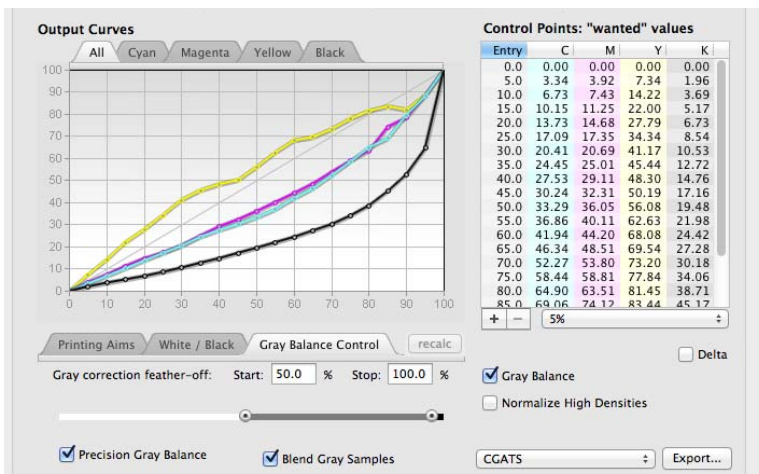 Output Curves
All Cyan Magenta Yellow Black
100
90
80
70
60
50
40
30
20
10
0
0 10 20 30 40 50 60 70 80 90 100
Printing Aims White / Black Gray Balance Control recalc
Gray correction feather-off: Start: 50.0 % Stop: 100.0 %
Precision Gray Balance Blend Gray Samples
Control Points: "wanted" values
Entry C M Y K
0.0 0.00 0.00 0.00 0.00
5.0 3.34 3.92 7.34 1.96
10.0 6.73 7.43 14.22 3.69
15.0 10.15 11.25 22.00 5.17
20.0 13.73 14.68 27.79 6.73
25.0 17.09 17.35 34.34 8.54
30.0 20.41 20.69 41.17 10.53
35.0 24.45 25.01 45.44 12.72
40.0 27.53 29.11 48.30 14.76
45.0 30.24 32.31 50.19 17.16
50.0 33.29 36.05 56.08 19.48
55.0 36.86 40.11 62.63 21.98
60.0 41.94 44.20 68.08 24.42
65.0 46.34 48.51 69.54 27.28
70.0 52.27 53.80 73.20 30.18
75.0 58.44 58.81 77.84 34.06
80.0 64.90 63.51 81.45 38.71
85.0 69.06 74.12 83.44 45.17
+ − 5%
Delta
Gray Balance
Normalize High Densities
CGATS Export...